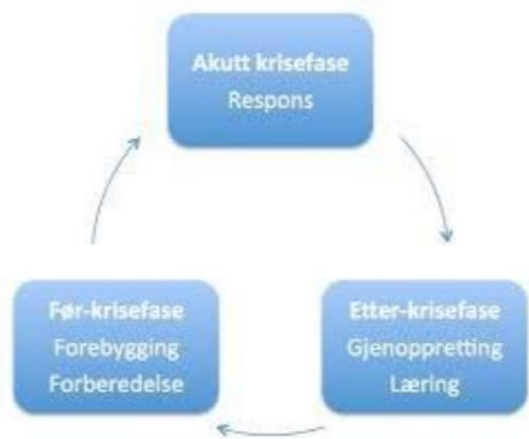 Akutt krisefase
Respons
Før-krisefase
Forebygging
Forberedelse
Etter-krisefase
Gjenoppretting
Læring